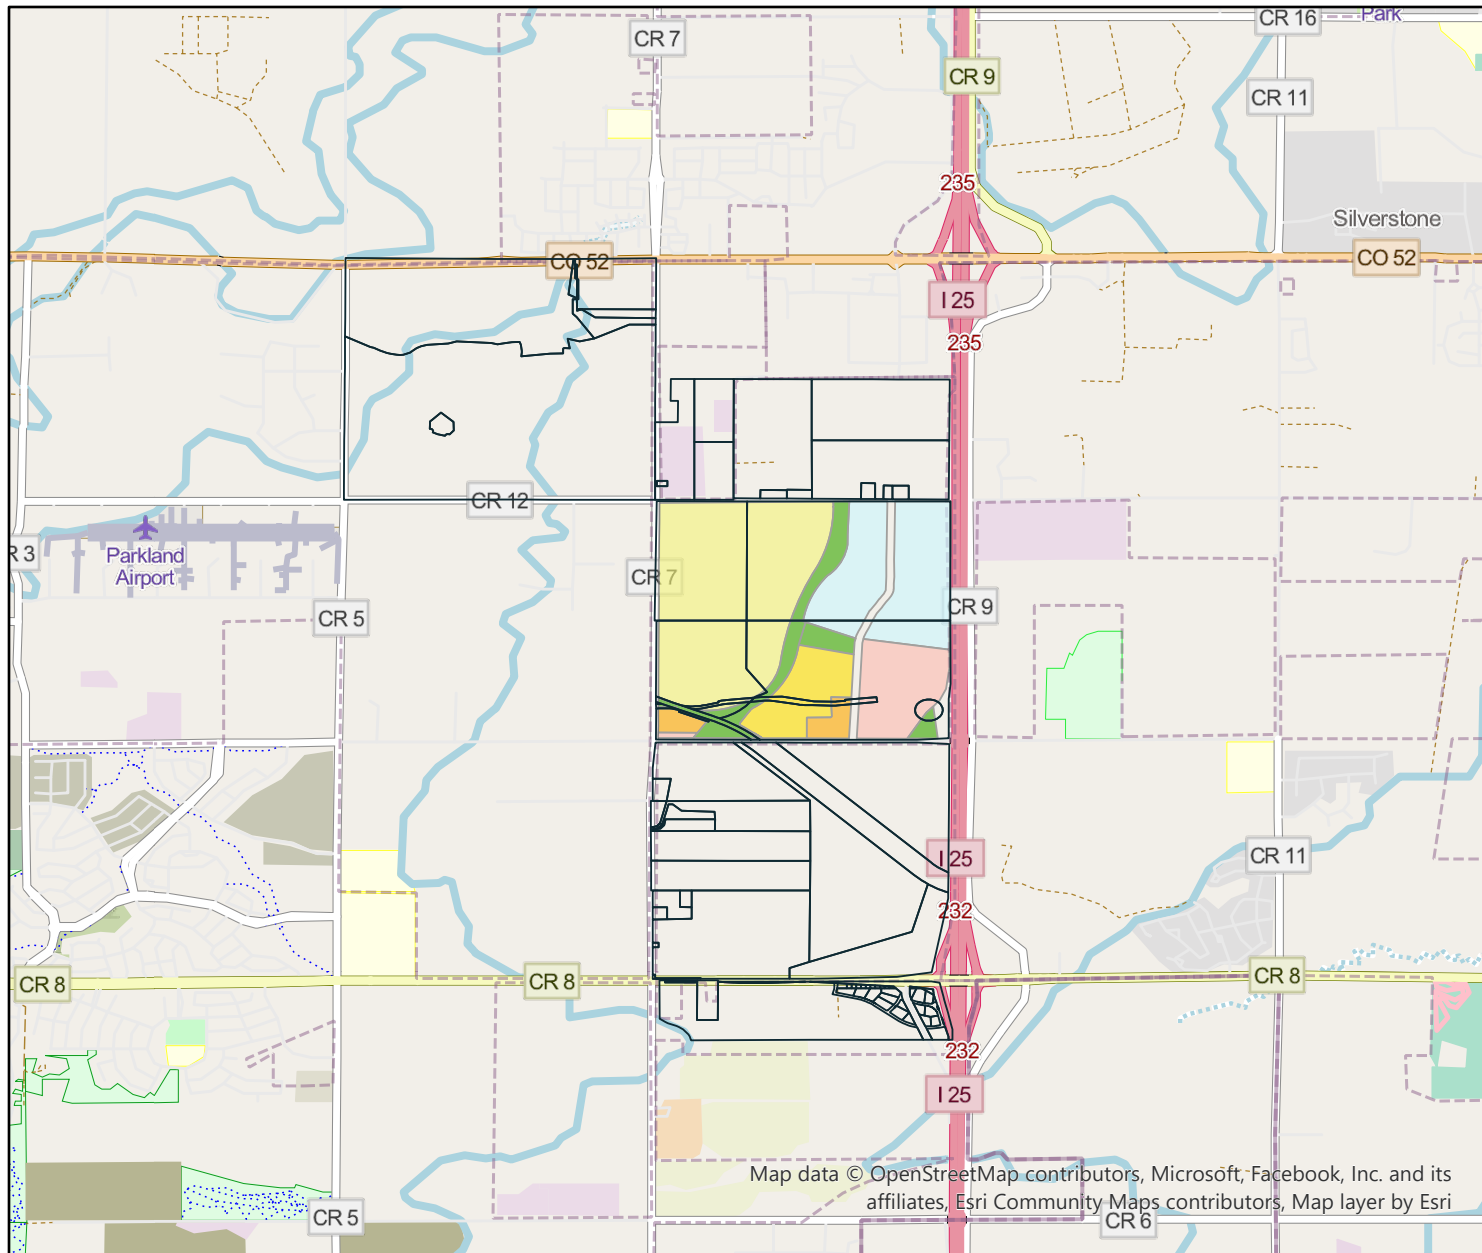 Park
CR 16
CR 7
CR 9
CR 11
235
Silverstone
CO 52
CO 52
I 25
235
CR 12
R 3
Parkland
Airport
CR 7
CR 9
CR 5
I 25
CR 11
232
CR 8
CR 8
CR 8
232
I 25
Map data © OpenStreetMap contributors, Microsoft, Facebook, Inc. and its
affiliates, Esri Community Maps contributors, Map layer by Esri
CR 5
CR 6